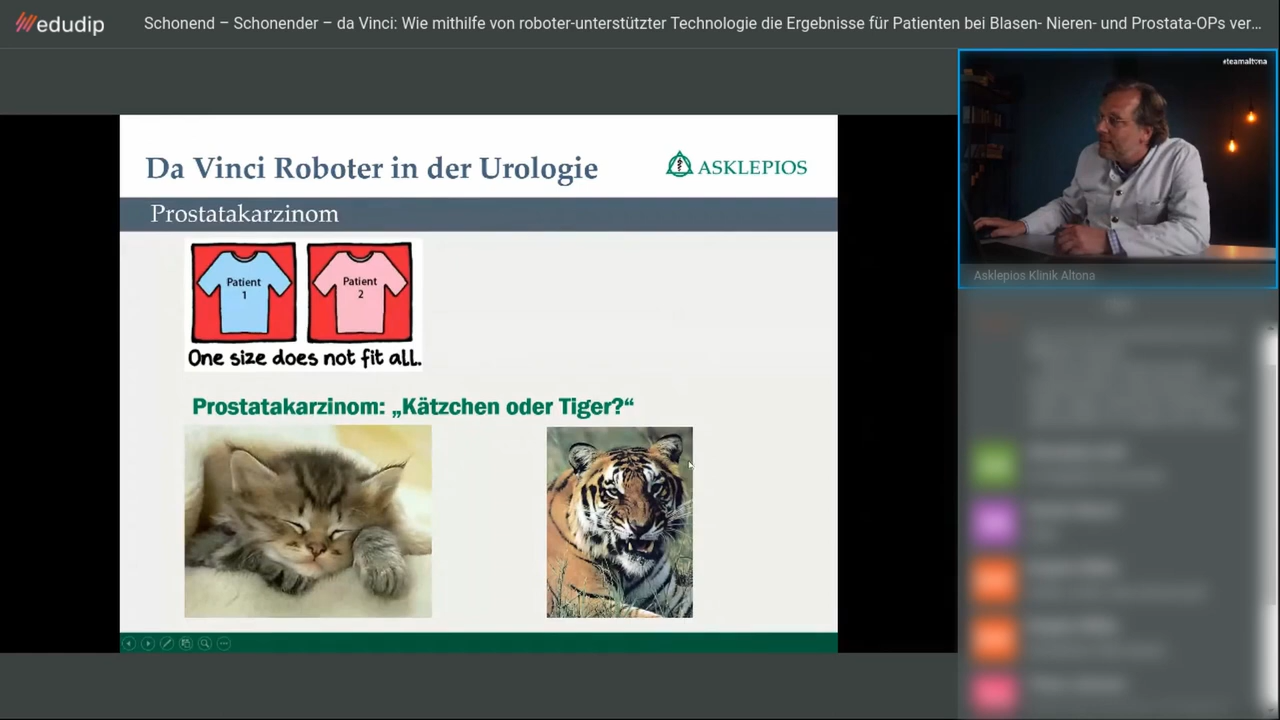 edudip
Schonend – Schonender – da Vinci: Wie mithilfe von roboter-unterstützter Technologie die Ergebnisse für Patienten bei Blasen- Nieren- und Prostata-OPs ver...
#teamaltona
Da Vinci Roboter in der Urologie
ASKLEPIOS
Prostatakarzinom
Patient
1
Patient
2
One size does not fit all.
Prostatakarzinom: „Kätzchen oder Tiger?“
Asklepios Klinik Altona